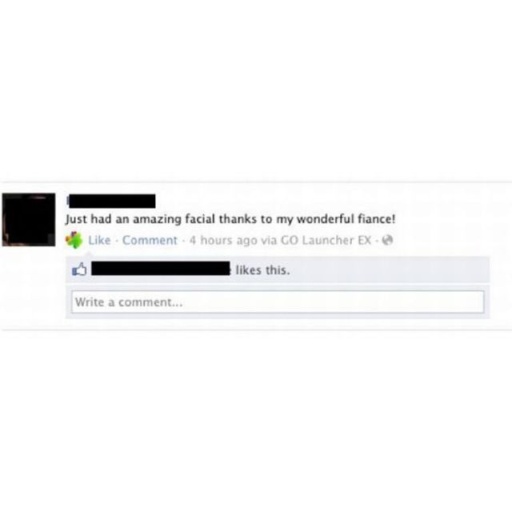 Just had an amazing facial thanks to my wonderful fiance!
Like · Comment · 4 hours ago via GO Launcher EX ·
likes this.
Write a comment...